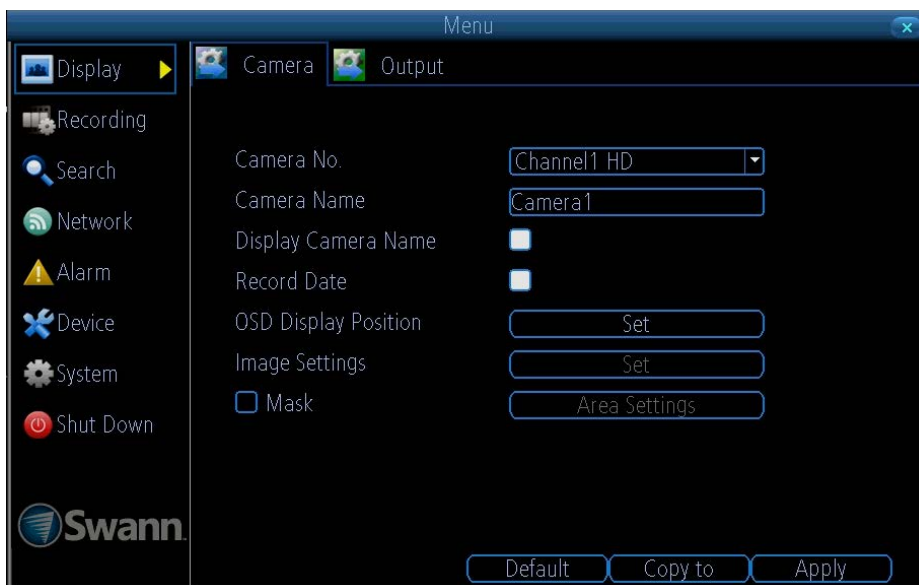 Menu
Display
Camera
Output
Recording
Search
Network
Alarm
Device
System
Shut Down
Camera No.
Channel1 HD
Camera Name
Camera1
Display Camera Name
Record Date
OSD Display Position
Set
Image Settings
Set
Mask
Area Settings
Swann
Default
Copy to
Apply